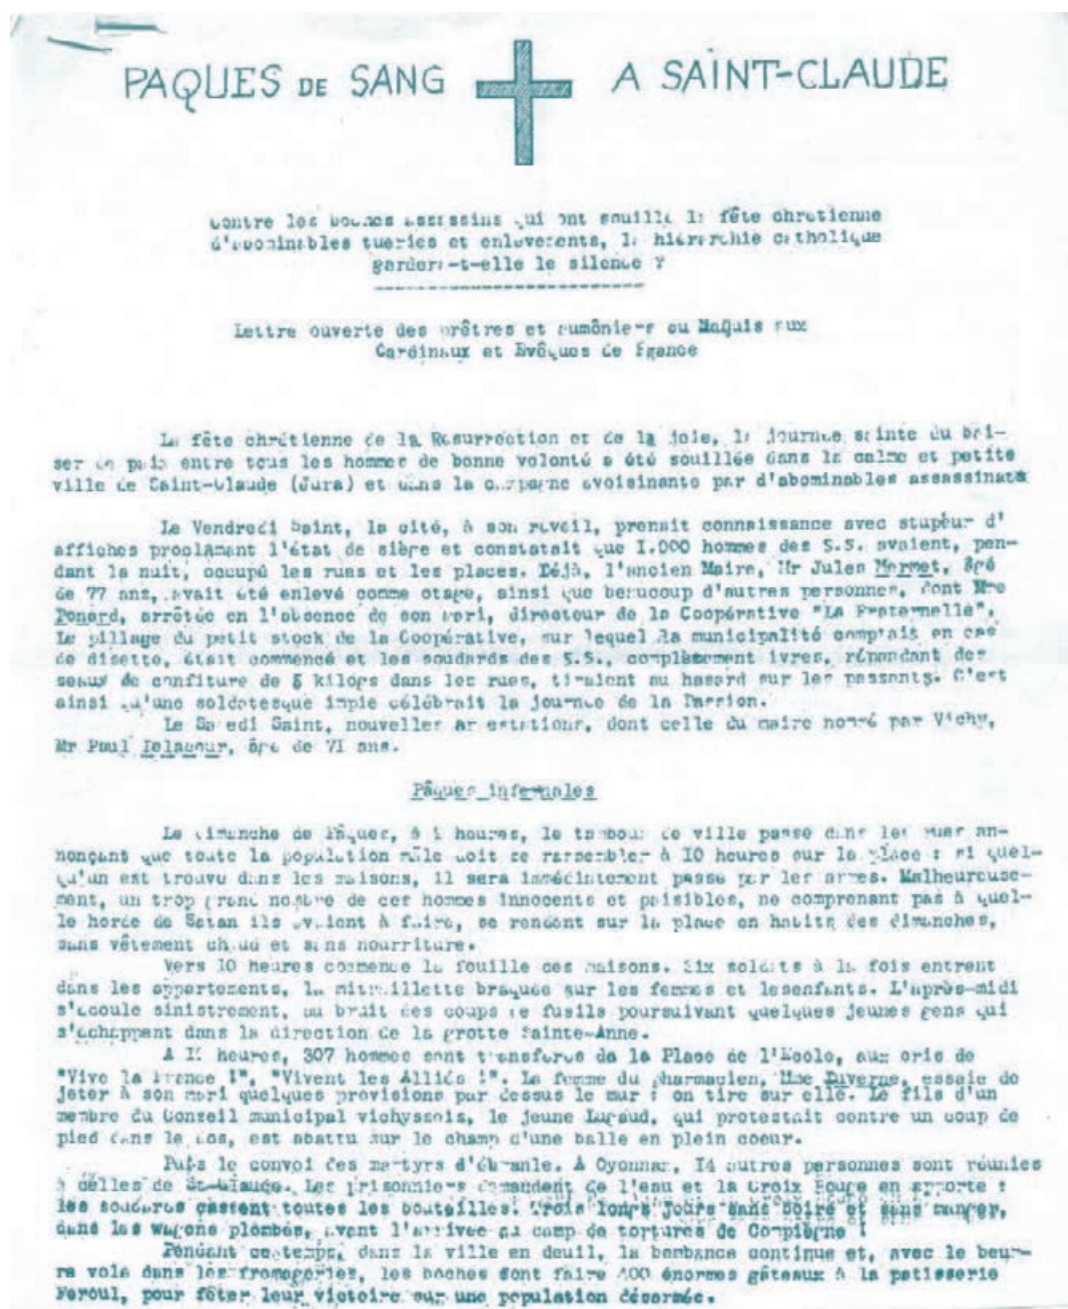 PAQUES DE SANG A SAINT-CLAUDE
contre les boches assassins qui ont souillé la fête chrétienne
d'abominables tueries et enlèvements, la hiérarchie catholique
gardera-t-elle le silence ?
Lettre ouverte des prêtres et aumôniers du Maquis aux
Cardinaux et Evêques de France
La fête chrétienne de la Résurrection et de la joie, la journée sainte du bai-
ser de paix entre tous les hommes de bonne volonté a été souillée dans la calme et petite
ville de Saint-Claude (Jura) et dans la campagne avoisinante par d'abominables assassinats
Le Vendredi Saint, la cité, à son réveil, prenait connaissance avec stupeur d'
affiches proclamant l'état de siège et constatait que I.000 hommes des S.S. avaient, pen-
dant la nuit, occupé les rues et les places. Déjà, l'ancien Maire, Mr Jules Mermet, âgé
de 77 ans, avait été enlevé comme otage, ainsi que beaucoup d'autres personnes, dont Mme
Ponard, arrêtée en l'absence de son mari, directeur de la Coopérative "La Fraternelle".
Le pillage du petit stock de la Coopérative, sur lequel la municipalité comptait en cas
de disette, était commencé et les soudards des S.S., complètement ivres, répandant des
seaux de confiture de 5 kilogs dans les rues, tiraient au hasard sur les passants. C'est
ainsi qu'une soldatesque impie célébrait la journée de la Passion.
Le Samedi Saint, nouvelles arrestations, dont celle du maire nommé par Vichy,
Mr Paul Delacour, âgé de 71 ans.
Pâques infernales
Le dimanche de Pâques, à heures, le tambour de ville passe dans les rues an-
nonçant que toute la population mâle doit se rassembler à IO heures sur la place : si quel-
qu'un est trouvé dans les maisons, il sera immédiatement passé par les armes. Malheureuse-
ment, un trop grand nombre de ces hommes innocents et paisibles, ne comprenant pas à quel-
le horde de Satan ils avaient à faire, se rendent sur la place en habits des dimanches,
sans vêtement chaud et sans nourriture.
Vers 10 heures commence la fouille des maisons. Six soldats à la fois entrent
dans les appartements, la mitraillette braquée sur les femmes et lesenfants. L'après-midi
s'écoule sinistrement, au bruit des coups de fusils poursuivant quelques jeunes gens qui
s'échappent dans la direction de la grotte Sainte-Anne.
A heures, 307 hommes sont transférés de la Place de l'Ecole, aux cris de
"Vive la France !", "Vivent les Alliés !". La femme du pharmacien, Mme Diverne, essaie de
jeter à son mari quelques provisions par dessus le mur : on tire sur elle. Le fils d'un
membre du Conseil municipal vichyssois, le jeune Lugaud, qui protestait contre un coup de
pied dans le dos, est abattu sur le champ d'une balle en plein coeur.
Puis le convoi des martyrs s'ébranle. A Oyonnax, I4 autres personnes sont réunies
à celles de St-Claude. Les prisonniers demandent de l'eau et la Croix Rouge en apporte :
les soudards cassent toutes les bouteilles. Trois longs jours sans boire et sans manger,
dans les wagons plombés, avant l'arrivée au camp de tortures de Compiègne !
Pendant ce temps, dans la ville en deuil, la bombance continue et, avec le beur-
re volé dans les fromageries, les boches font faire 400 énormes gâteaux à la patisserie
Feroul, pour fêter leur victoire sur une population désarmée.